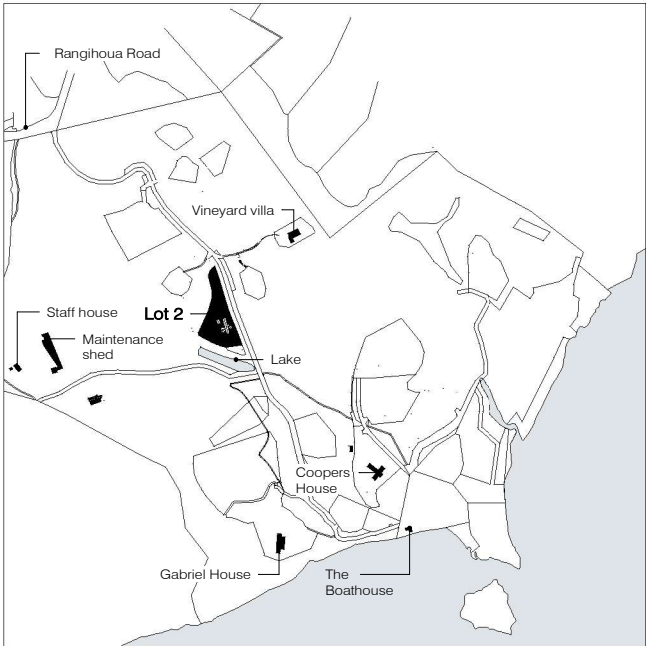 Rangihoua Road
Vineyard villa
Staff house
Lot 2
Maintenance
shed
Lake
Coopers
House
Gabriel House
The
Boathouse